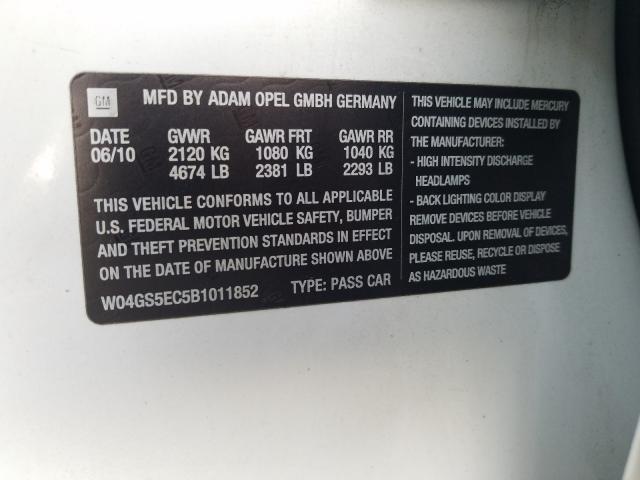 GM MFD BY ADAM OPEL GMBH GERMANY
DATE GVWR GAWR FRT GAWR RR
06/10 2120 KG 1080 KG 1040 KG
4674 LB 2381 LB 2293 LB
THIS VEHICLE CONFORMS TO ALL APPLICABLE
U.S. FEDERAL MOTOR VEHICLE SAFETY, BUMPER
AND THEFT PREVENTION STANDARDS IN EFFECT
ON THE DATE OF MANUFACTURE SHOWN ABOVE
W04GS5EC5B1011852 TYPE: PASS CAR
THIS VEHICLE MAY INCLUDE MERCURY
CONTAINING DEVICES INSTALLED BY
THE MANUFACTURER:
- HIGH INTENSITY DISCHARGE
HEADLAMPS
- BACK LIGHTING COLOR DISPLAY
REMOVE DEVICES BEFORE VEHICLE
DISPOSAL. UPON REMOVAL OF DEVICES,
PLEASE REUSE, RECYCLE OR DISPOSE
AS HAZARDOUS WASTE